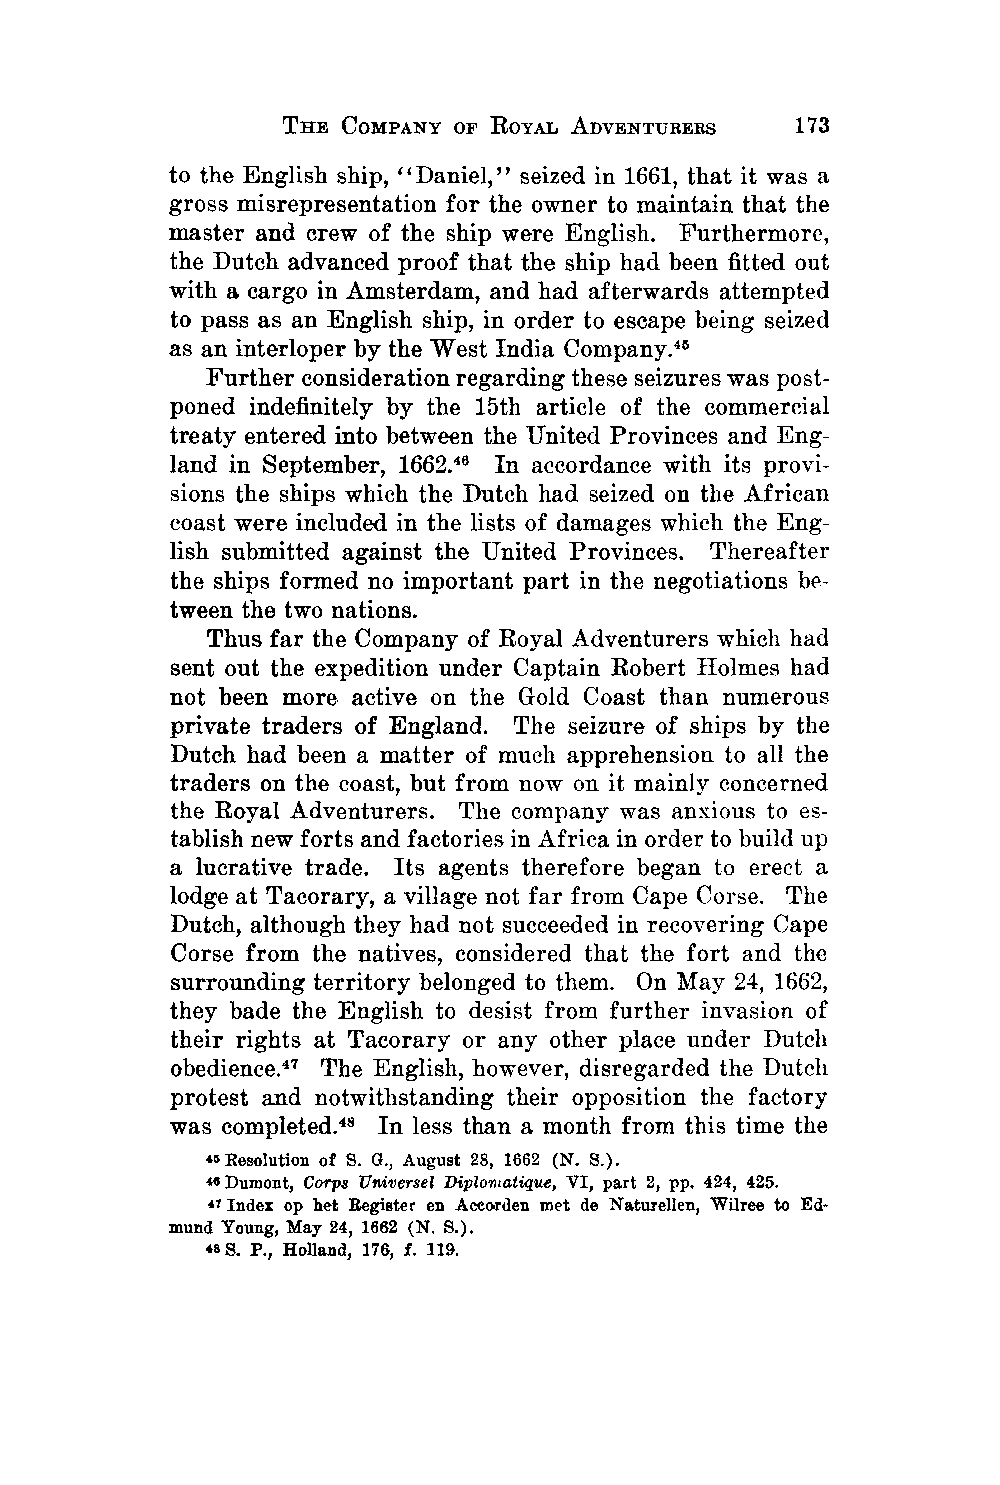 THE COMPANY OF ROYAL ADVENTURERS 173
to the English ship, ‘‘Daniel,’’ seized in 1661, that it was a
gross misrepresentation for the owner to maintain that the
master and crew of the ship were English. Furthermore,
the Dutch advanced proof that the ship had been fitted out
with a cargo in Amsterdam, and had afterwards attempted
to pass as an English ship, in order to escape being seized
as an interloper by the West India Company.⁴⁵
Further consideration regarding these seizures was post-
poned indefinitely by the 15th article of the commercial
treaty entered into between the United Provinces and Eng-
land in September, 1662.⁴⁶ In accordance with its provi-
sions the ships which the Dutch had seized on the African
coast were included in the lists of damages which the Eng-
lish submitted against the United Provinces. Thereafter
the ships formed no important part in the negotiations be-
tween the two nations.
Thus far the Company of Royal Adventurers which had
sent out the expedition under Captain Robert Holmes had
not been more active on the Gold Coast than numerous
private traders of England. The seizure of ships by the
Dutch had been a matter of much apprehension to all the
traders on the coast, but from now on it mainly concerned
the Royal Adventurers. The company was anxious to es-
tablish new forts and factories in Africa in order to build up
a lucrative trade. Its agents therefore began to erect a
lodge at Tacorary, a village not far from Cape Corse. The
Dutch, although they had not succeeded in recovering Cape
Corse from the natives, considered that the fort and the
surrounding territory belonged to them. On May 24, 1662,
they bade the English to desist from further invasion of
their rights at Tacorary or any other place under Dutch
obedience.⁴⁷ The English, however, disregarded the Dutch
protest and notwithstanding their opposition the factory
was completed.⁴⁸ In less than a month from this time the
⁴⁵ Resolution of S. G., August 28, 1662 (N. S.).
⁴⁶ Dumont, Corps Universel Diplomatique, VI, part 2, pp. 424, 425.
⁴⁷ Index op het Register en Accorden met de Naturellen, Wilree to Ed-
mund Young, May 24, 1662 (N. S.).
⁴⁸ S. P., Holland, 176, f. 119.